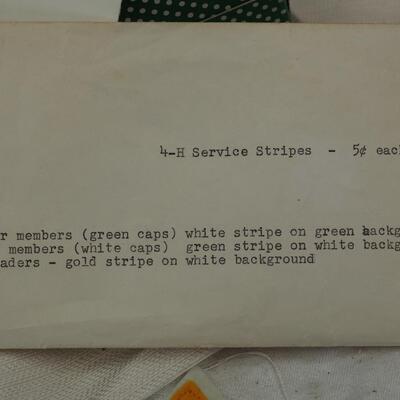 4-H Service Stripes - 5¢ each
r members (green caps) white stripe on green backg
members (white caps) green stripe on white backg
aders - gold stripe on white background